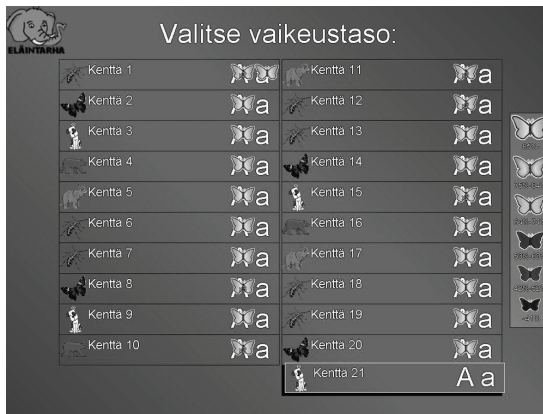 Valitse vaikeustaso:
ELÄINTARHA
Kenttä 1
Kenttä 2 a
Kenttä 3 a
Kenttä 4 a
Kenttä 5 a
Kenttä 6 a
Kenttä 7 a
Kenttä 8 a
Kenttä 9 a
Kenttä 10 a
Kenttä 11 a
Kenttä 12 a
Kenttä 13 a
Kenttä 14 a
Kenttä 15 a
Kenttä 16 a
Kenttä 17 a
Kenttä 18 a
Kenttä 19 a
Kenttä 20 a
Kenttä 21 A a